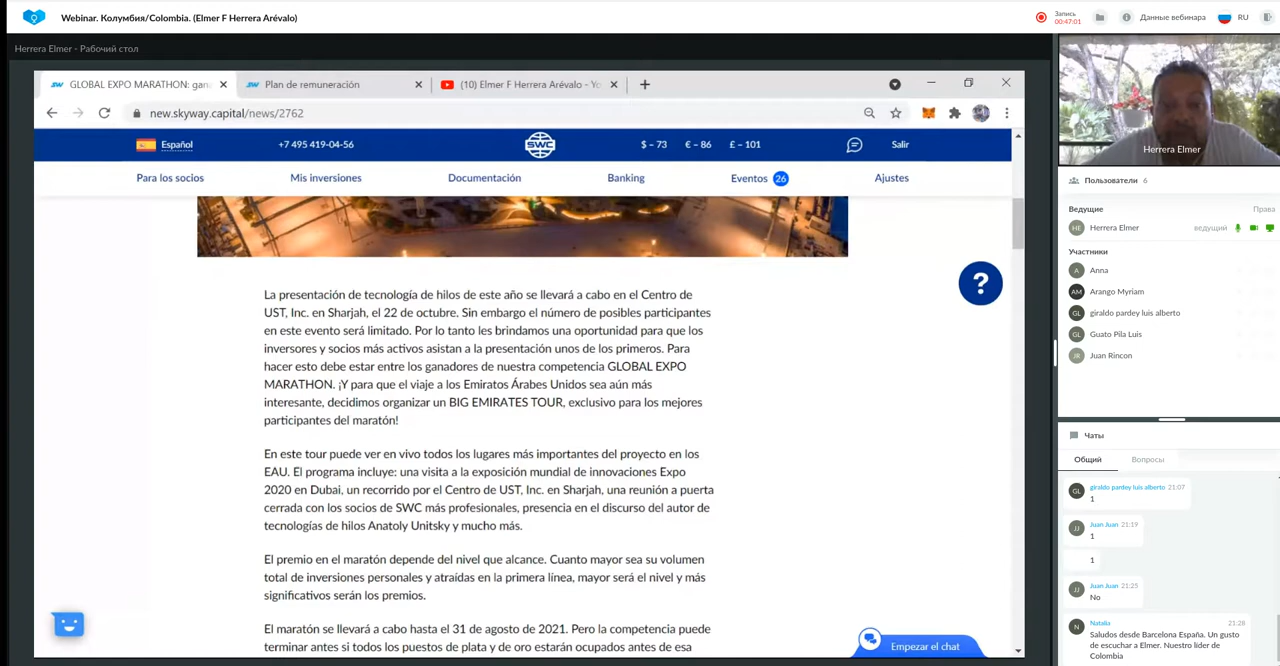 Webinar. Колумбия/Colombia. (Elmer F Herrera Arévalo)
Запись
00:47:01
Данные вебинара
RU
Herrera Elmer - Рабочий стол
GLOBAL EXPO MARATHON: gan
Plan de remuneración
(10) Elmer F Herrera Arévalo - Yo
new.skyway.capital/news/2762
Español
+7 495 419-04-56
SWC
$ – 73
€ – 86
£ – 101
Salir
Para los socios
Mis inversiones
Documentación
Banking
Eventos 26
Ajustes
La presentación de tecnología de hilos de este año se llevará a cabo en el Centro de
UST, Inc. en Sharjah, el 22 de octubre. Sin embargo el número de posibles participantes
en este evento será limitado. Por lo tanto les brindamos una oportunidad para que los
inversores y socios más activos asistan a la presentación unos de los primeros. Para
hacer esto debe estar entre los ganadores de nuestra competencia GLOBAL EXPO
MARATHON. ¡Y para que el viaje a los Emiratos Árabes Unidos sea aún más
interesante, decidimos organizar un BIG EMIRATES TOUR, exclusivo para los mejores
participantes del maratón!
En este tour puede ver en vivo todos los lugares más importantes del proyecto en los
EAU. El programa incluye: una visita a la exposición mundial de innovaciones Expo
2020 en Dubai, un recorrido por el Centro de UST, Inc. en Sharjah, una reunión a puerta
cerrada con los socios de SWC más profesionales, presencia en el discurso del autor de
tecnologías de hilos Anatoly Unitsky y mucho más.
El premio en el maratón depende del nivel que alcance. Cuanto mayor sea su volumen
total de inversiones personales y atraídas en la primera línea, mayor será el nivel y más
significativos serán los premios.
El maratón se llevará a cabo hasta el 31 de agosto de 2021. Pero la competencia puede
terminar antes si todos los puestos de plata y de oro estarán ocupados antes de esa
?
Empezar el chat
Herrera Elmer
Пользователи 6
Ведущие
Права
HE
Herrera Elmer
ведущий
Участники
A
Anna
AM
Arango Myriam
GL
giraldo pardey luis alberto
GL
Guato Pila Luis
JR
Juan Rincon
Чаты
Общий
Вопросы
GL
giraldo pardey luis alberto 21:07
1
JJ
Juan Juan 21:19
1
1
JJ
Juan Juan 21:25
No
N
Natalia 21:28
Saludos desde Barcelona España. Un gusto
de escuchar a Elmer. Nuestro líder de
Colombia